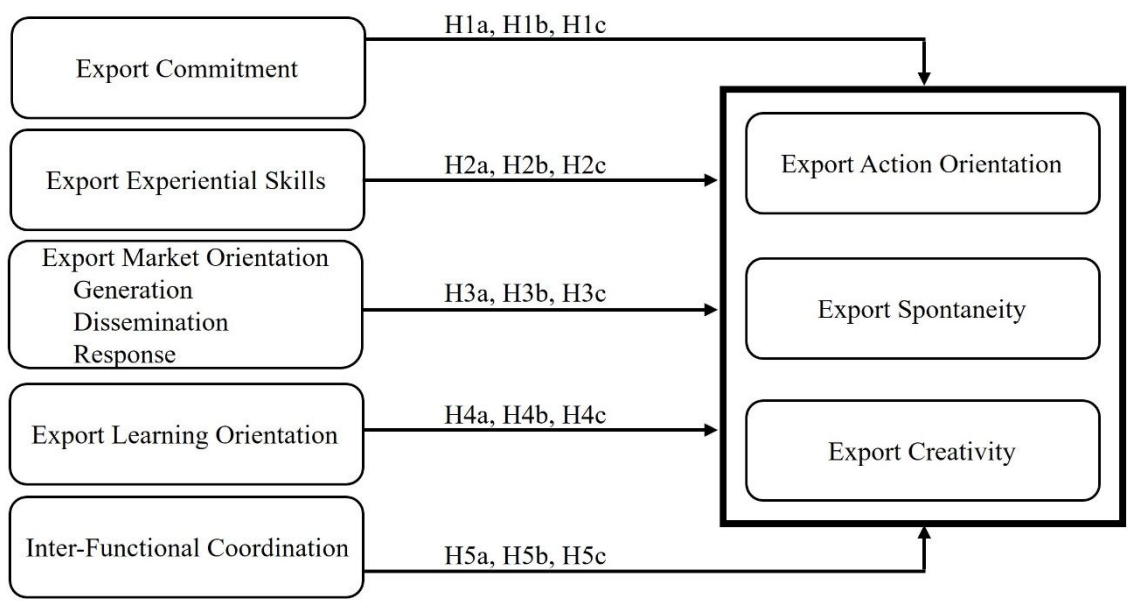 H1a, H1b, H1c
Export Commitment
Export Experiential Skills
H2a, H2b, H2c
Export Market Orientation
Generation
Dissemination
Response
H3a, H3b, H3c
Export Learning Orientation
H4a, H4b, H4c
Inter-Functional Coordination
H5a, H5b, H5c
Export Action Orientation
Export Spontaneity
Export Creativity